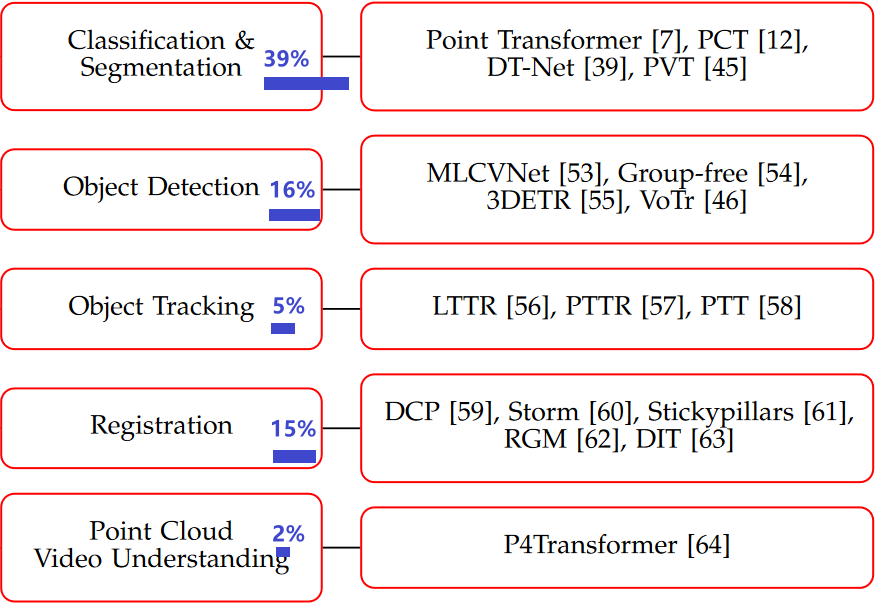 Classification &
Segmentation
39%
Point Transformer [7], PCT [12],
DT-Net [39], PVT [45]
Object Detection
16%
MLCVNet [53], Group-free [54],
3DETR [55], VoTr [46]
Object Tracking
5%
LTTR [56], PTTR [57], PTT [58]
Registration
15%
DCP [59], Storm [60], Stickypillars [61],
RGM [62], DIT [63]
Point Cloud
Video Understanding
2%
P4Transformer [64]